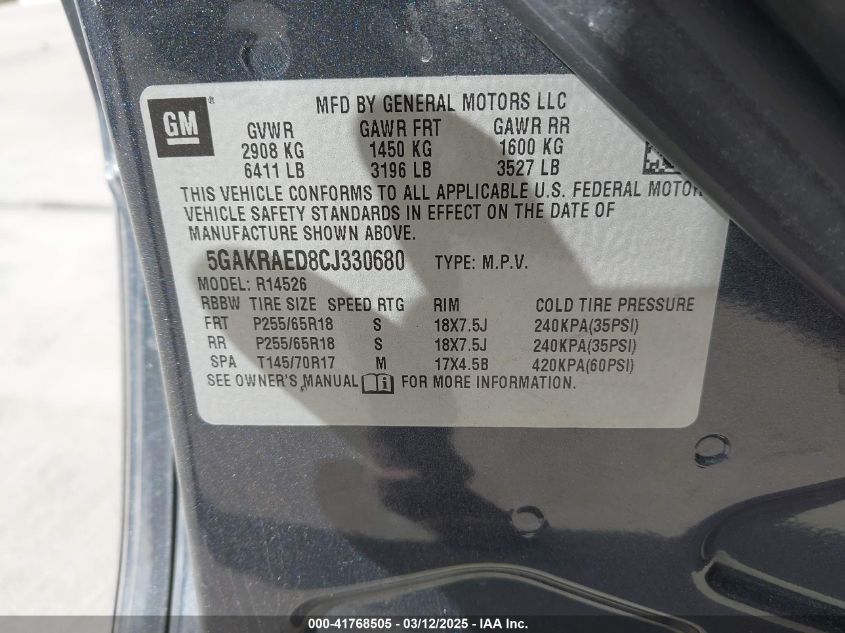 MFD BY GENERAL MOTORS LLC
GM ®
GVWR GAWR FRT GAWR RR
2908 KG 1450 KG 1600 KG
6411 LB 3196 LB 3527 LB
THIS VEHICLE CONFORMS TO ALL APPLICABLE U.S. FEDERAL MOTOR
VEHICLE SAFETY STANDARDS IN EFFECT ON THE DATE OF
MANUFACTURE SHOWN ABOVE.
5GAKRAED8CJ330680 TYPE: M.P.V.
MODEL: R14526
RBBW TIRE SIZE SPEED RTG RIM COLD TIRE PRESSURE
FRT P255/65R18 S 18X7.5J 240KPA(35PSI)
RR P255/65R18 S 18X7.5J 240KPA(35PSI)
SPA T145/70R17 M 17X4.5B 420KPA(60PSI)
SEE OWNER'S MANUAL i FOR MORE INFORMATION.
000-41768505 - 03/12/2025 - IAA Inc.